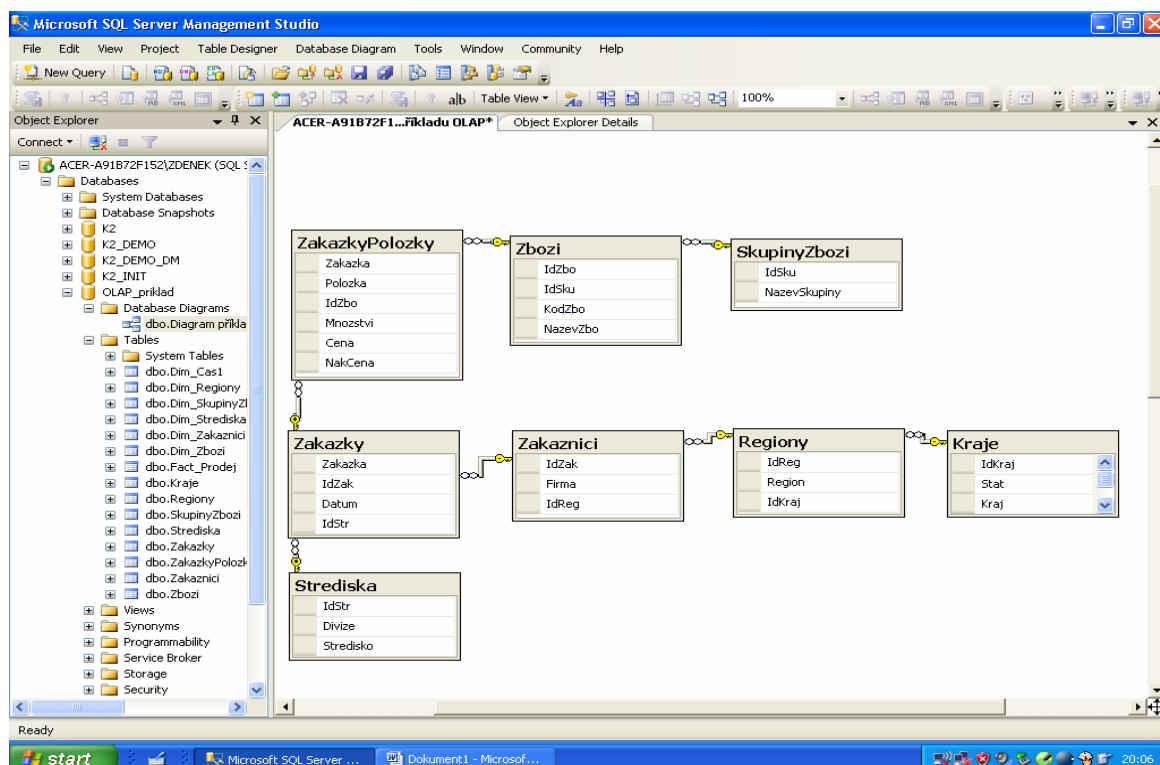 Microsoft SQL Server Management Studio
File Edit View Project Table Designer Database Diagram Tools Window Community Help
New Query
Table View 100%
Object Explorer
ACER-A91B72F1...říkladu OLAP* Object Explorer Details
Connect
ACER-A91B72F152\ZDENEK (SQL S
Databases
System Databases
Database Snapshots
K2
K2_DEMO
K2_DEMO_DM
K2_INIT
OLAP_priklad
Database Diagrams
dbo.Diagram příkla
Tables
System Tables
dbo.Dim_Cas1
dbo.Dim_Regiony
dbo.Dim_SkupinyZl
dbo.Dim_Strediska
dbo.Dim_Zakaznici
dbo.Dim_Zbozi
dbo.Fact_Prodej
dbo.Kraje
dbo.Regiony
dbo.SkupinyZbozi
dbo.Strediska
dbo.Zakazky
dbo.ZakazkyPolozk
dbo.Zakaznici
dbo.Zbozi
Views
Synonyms
Programmability
Service Broker
Storage
Security
ZakazkyPolozky
Zakazka
Polozka
IdZbo
Mnozstvi
Cena
NakCena
Zbozi
IdZbo
IdSku
KodZbo
NazevZbo
SkupinyZbozi
IdSku
NazevSkupiny
Zakazky
Zakazka
IdZak
Datum
IdStr
Zakaznici
IdZak
Firma
IdReg
Regiony
IdReg
Region
IdKraj
Kraje
IdKraj
Stat
Kraj
Strediska
IdStr
Divize
Stredisko
Ready
start Microsoft SQL Server ... Dokument1 - Microsof... 20:06